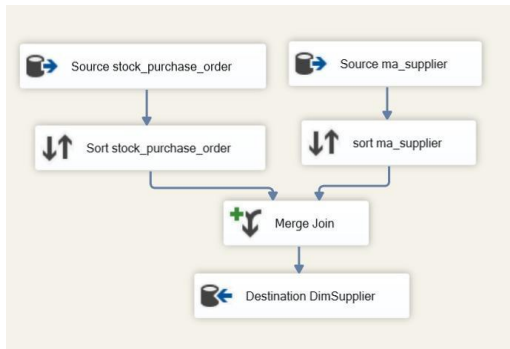 Source stock_purchase_order
Source ma_supplier
Sort stock_purchase_order
sort ma_supplier
Merge Join
Destination DimSupplier